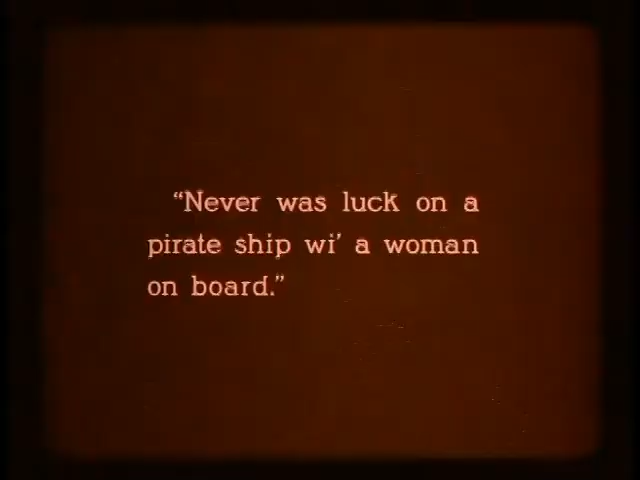 “Never was luck on a
pirate ship wi’ a woman
on board.”